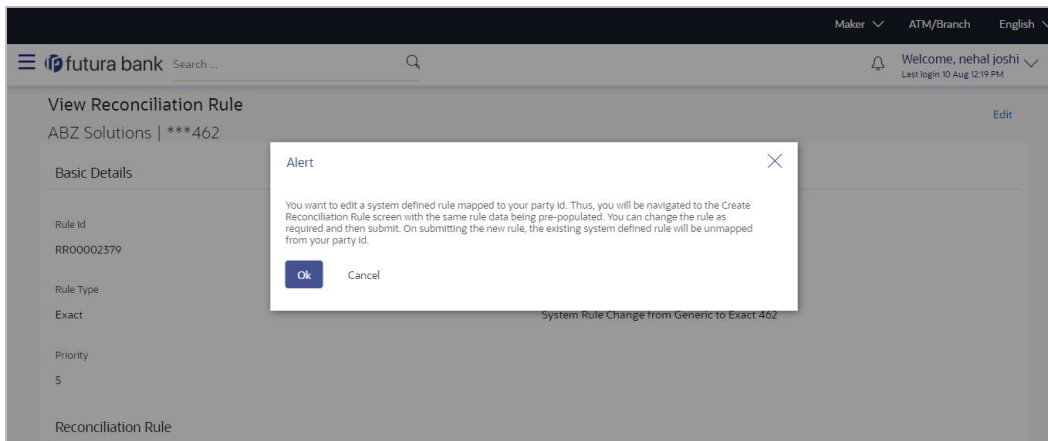 Maker ATM/Branch English
futura bank Search ... Welcome, nehal joshi
Last login 10 Aug 12:19 PM
View Reconciliation Rule
Edit
ABZ Solutions | ***462
Basic Details
Alert
You want to edit a system defined rule mapped to your party id. Thus, you will be navigated to the Create
Reconciliation Rule screen with the same rule data being pre-populated. You can change the rule as
required and then submit. On submitting the new rule, the existing system defined rule will be unmapped
from your party id.
Ok Cancel
Rule Id
RR00002379
Rule Type
Exact System Rule Change from Generic to Exact 462
Priority
5
Reconciliation Rule